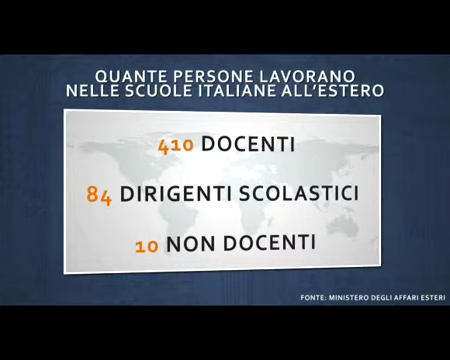 QUANTE PERSONE LAVORANO
NELLE SCUOLE ITALIANE ALL'ESTERO
410 DOCENTI
84 DIRIGENTI SCOLASTICI
10 NON DOCENTI
FONTE: MINISTERO DEGLI AFFARI ESTERI